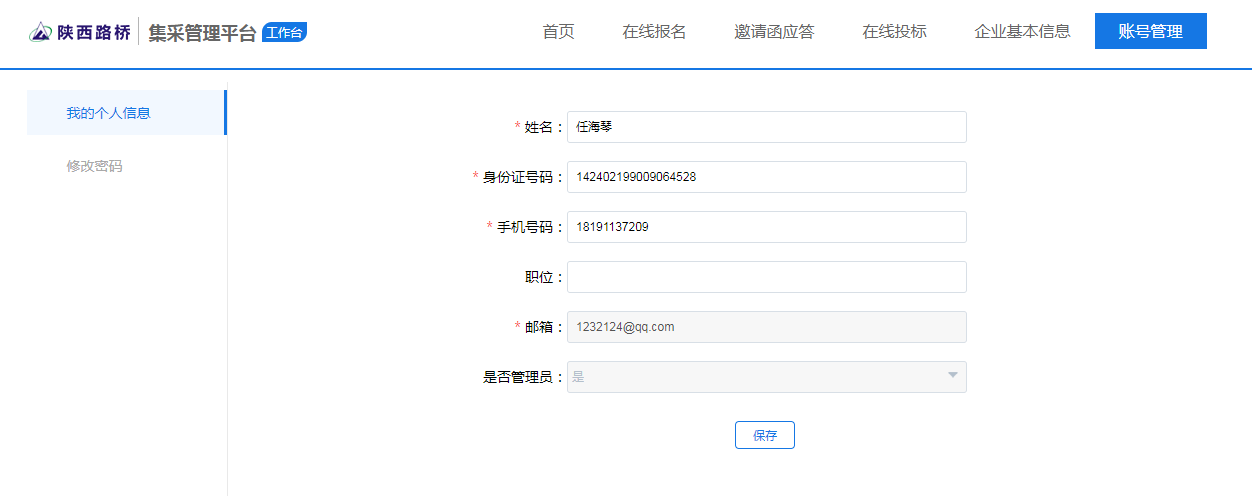 陕西路桥 集采管理平台 工作台 首页 在线报名 邀请函应答 在线投标 企业基本信息 账号管理
我的个人信息
修改密码
* 姓名： 任海琴
* 身份证号码： 142402199009064528
* 手机号码： 18191137209
职位：
* 邮箱： 1232124@qq.com
是否管理员： 是
保存